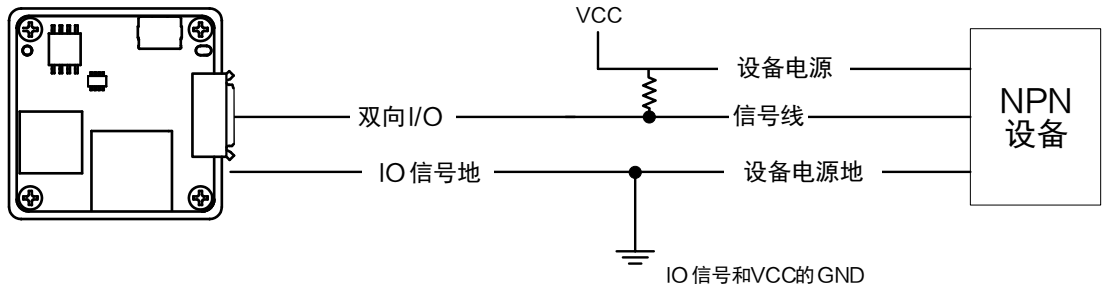 VCC
设备电源
双向I/O
信号线
NPN
设备
IO信号地
设备电源地
IO信号和VCC的GND